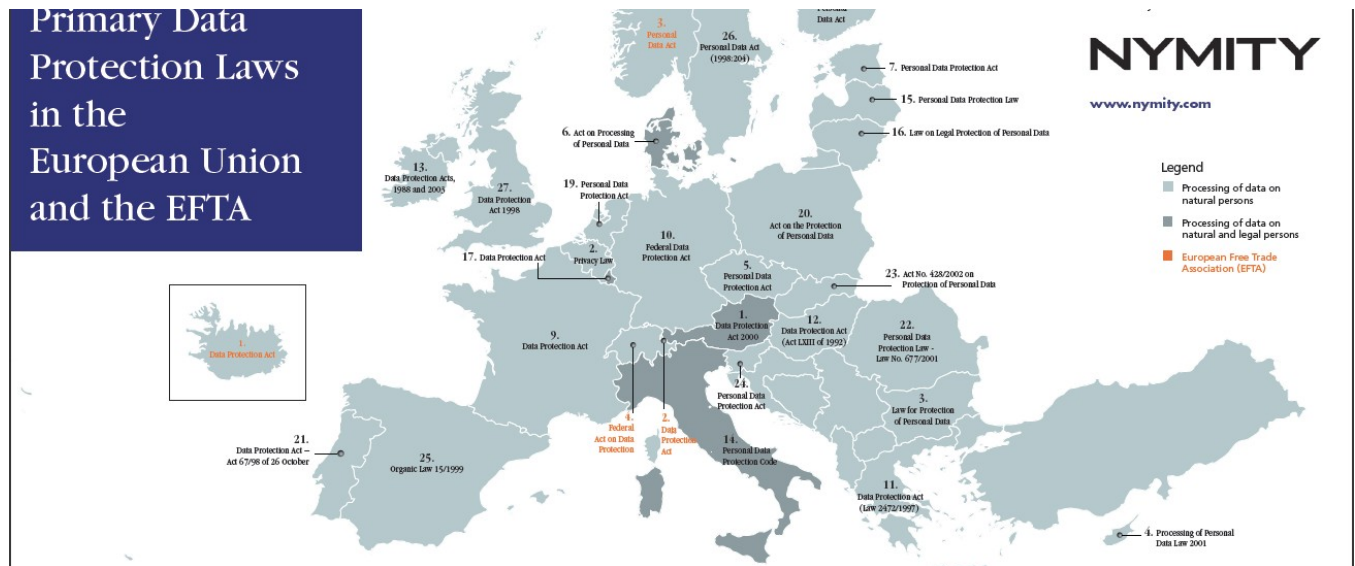 Primary Data
Protection Laws
in the
European Union
and the EFTA
3.
Personal
Data Act
26.
Personal Data Act
(1998:204)
Data Act
7. Personal Data Protection Act
15. Personal Data Protection Law
16. Law on Legal Protection of Personal Data
NYMITY
www.nymity.com
Legend
Processing of data on
natural persons
Processing of data on
natural and legal persons
European Free Trade
Association (EFTA)
6. Act on Processing
of Personal Data
13.
Data Protection Acts,
1988 and 2003
27.
Data Protection
Act 1998
19. Personal Data
Protection Act
17. Data Protection Act
2.
Privacy Law
10.
Federal Data
Protection Act
20.
Act on the Protection
of Personal Data
5.
Personal Data
Protection Act
23. Act No. 428/2002 on
Protection of Personal Data
1.
Data Protection Act
9.
Data Protection Act
1.
Data Protection
Act 2000
12.
Data Protection Act
(Act LXIII of 1992)
22.
Personal Data
Protection Law -
Law No. 677/2001
24.
Personal Data
Protection Act
3.
Law for Protection
of Personal Data
4.
Federal
Act on Data
Protection
2.
Data
Protection
Act
14.
Personal Data
Protection Code
21.
Data Protection Act –
Act 67/98 of 26 October
25.
Organic Law 15/1999
11.
Data Protection Act
(Law 2472/1997)
4. Processing of Personal
Data Law 2001